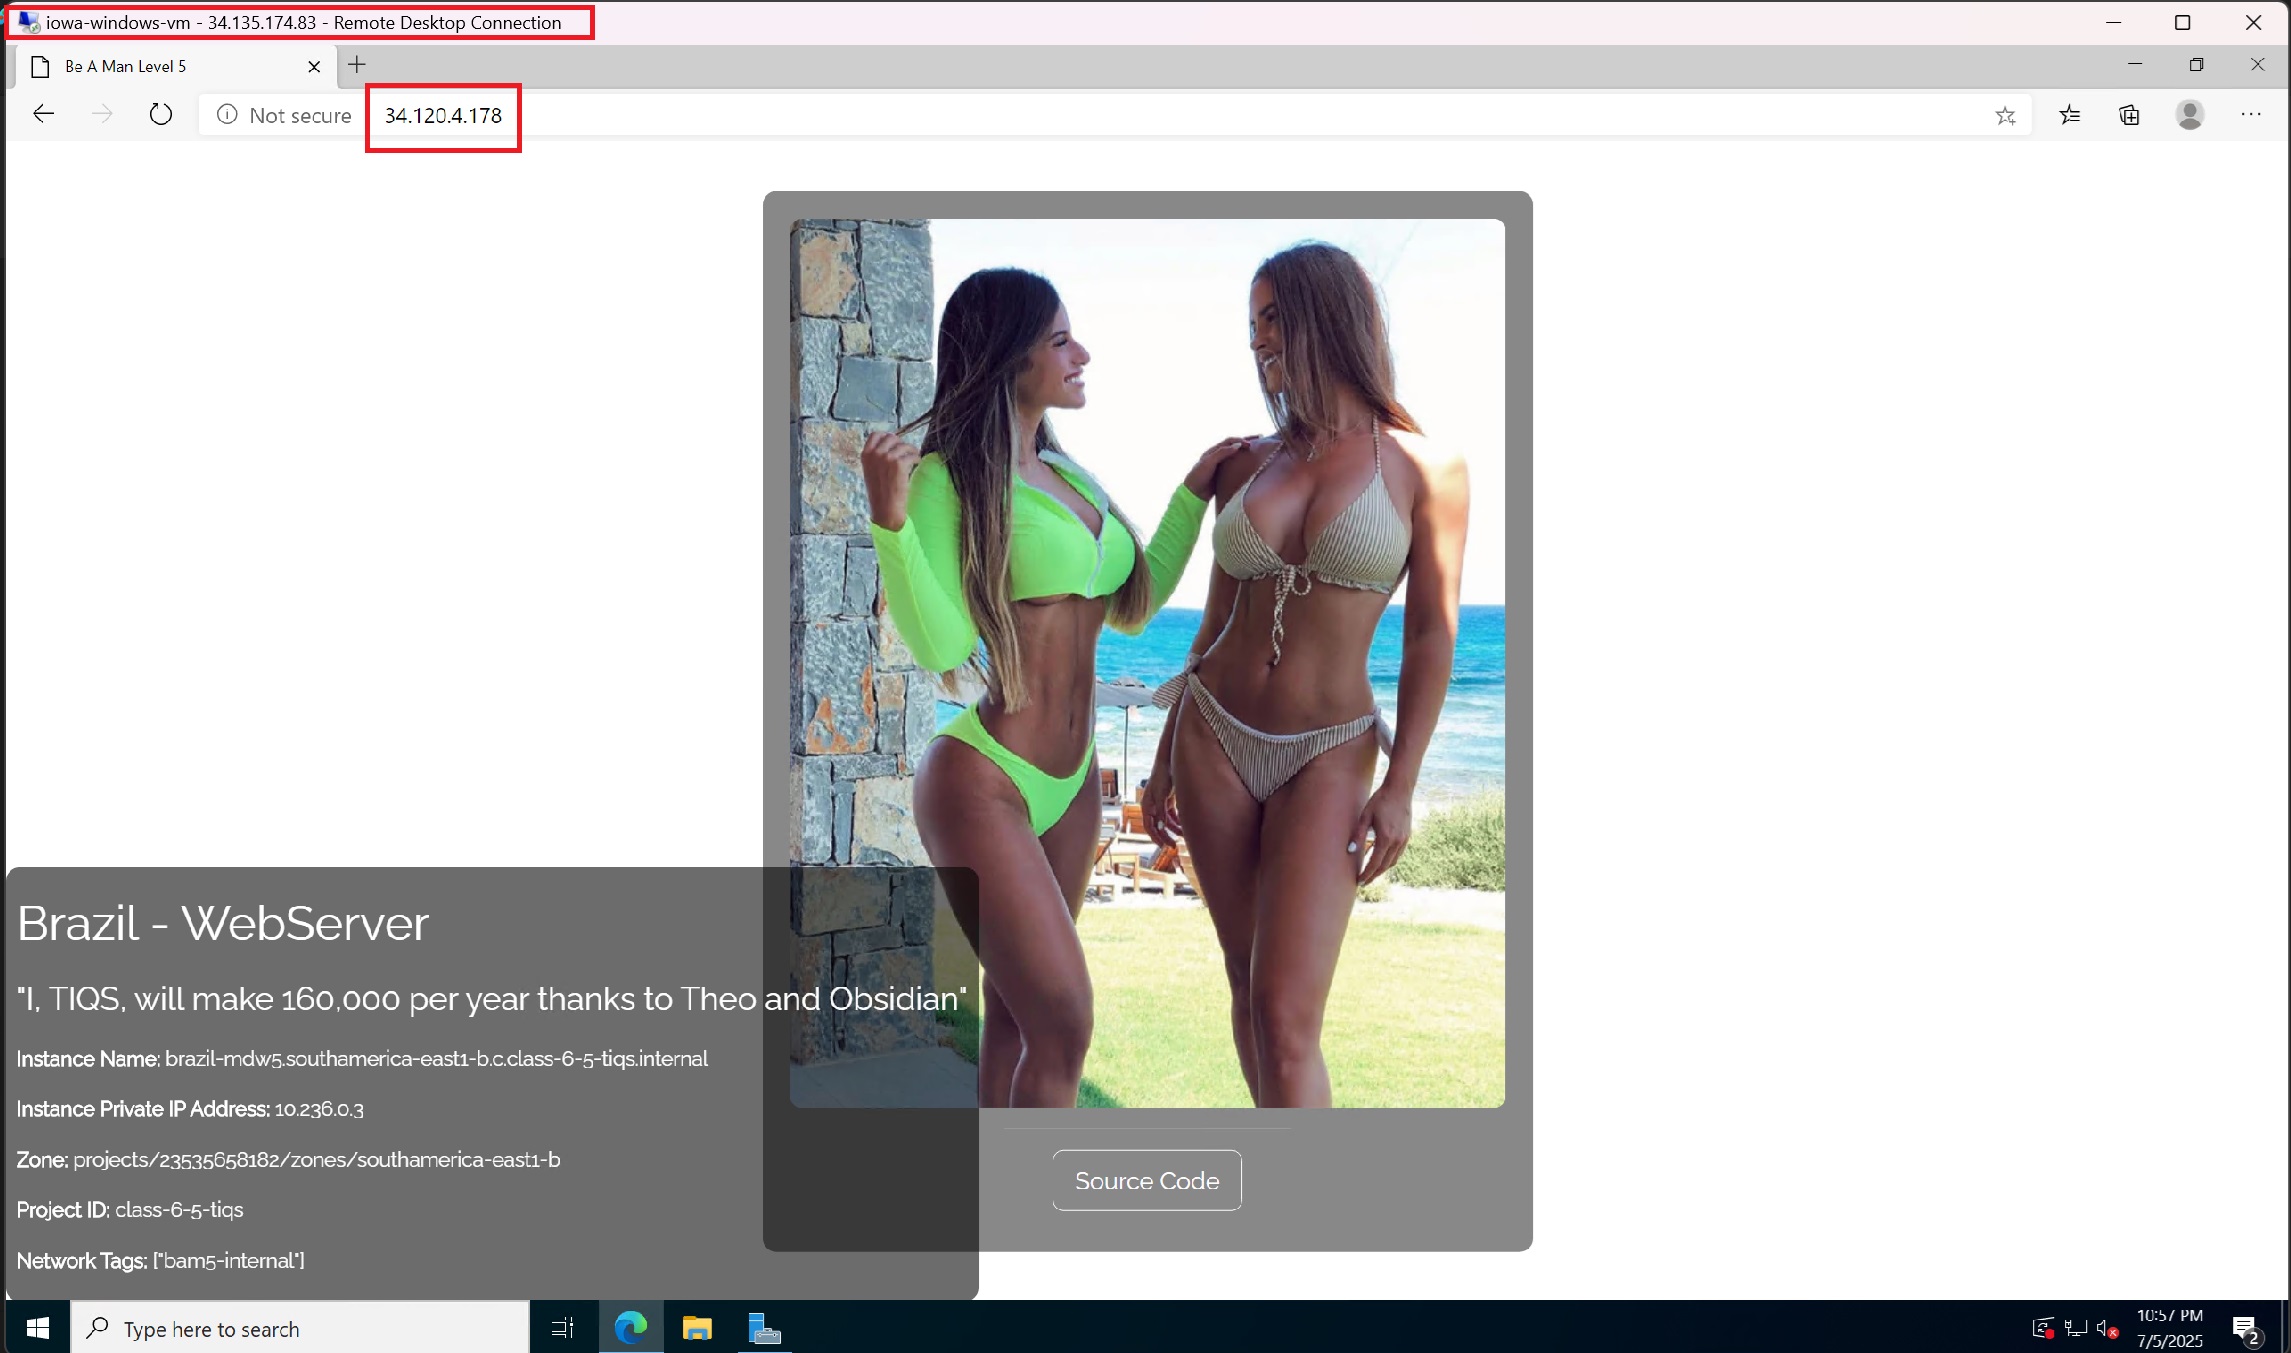 iowa-windows-vm - 34.135.174.83 - Remote Desktop Connection
Be A Man Level 5
Not secure
34.120.4.178
Brazil - WebServer
"I, TIQS, will make 160,000 per year thanks to Theo and Obsidian"
Instance Name: brazil-mdw5.southamerica-east1-b.c.class-6-5-tiqs.internal
Instance Private IP Address: 10.236.0.3
Zone: projects/23535658182/zones/southamerica-east1-b
Project ID: class-6-5-tiqs
Network Tags: ["bam5-internal"]
Source Code
Type here to search
10:57 PM
7/5/2025
2